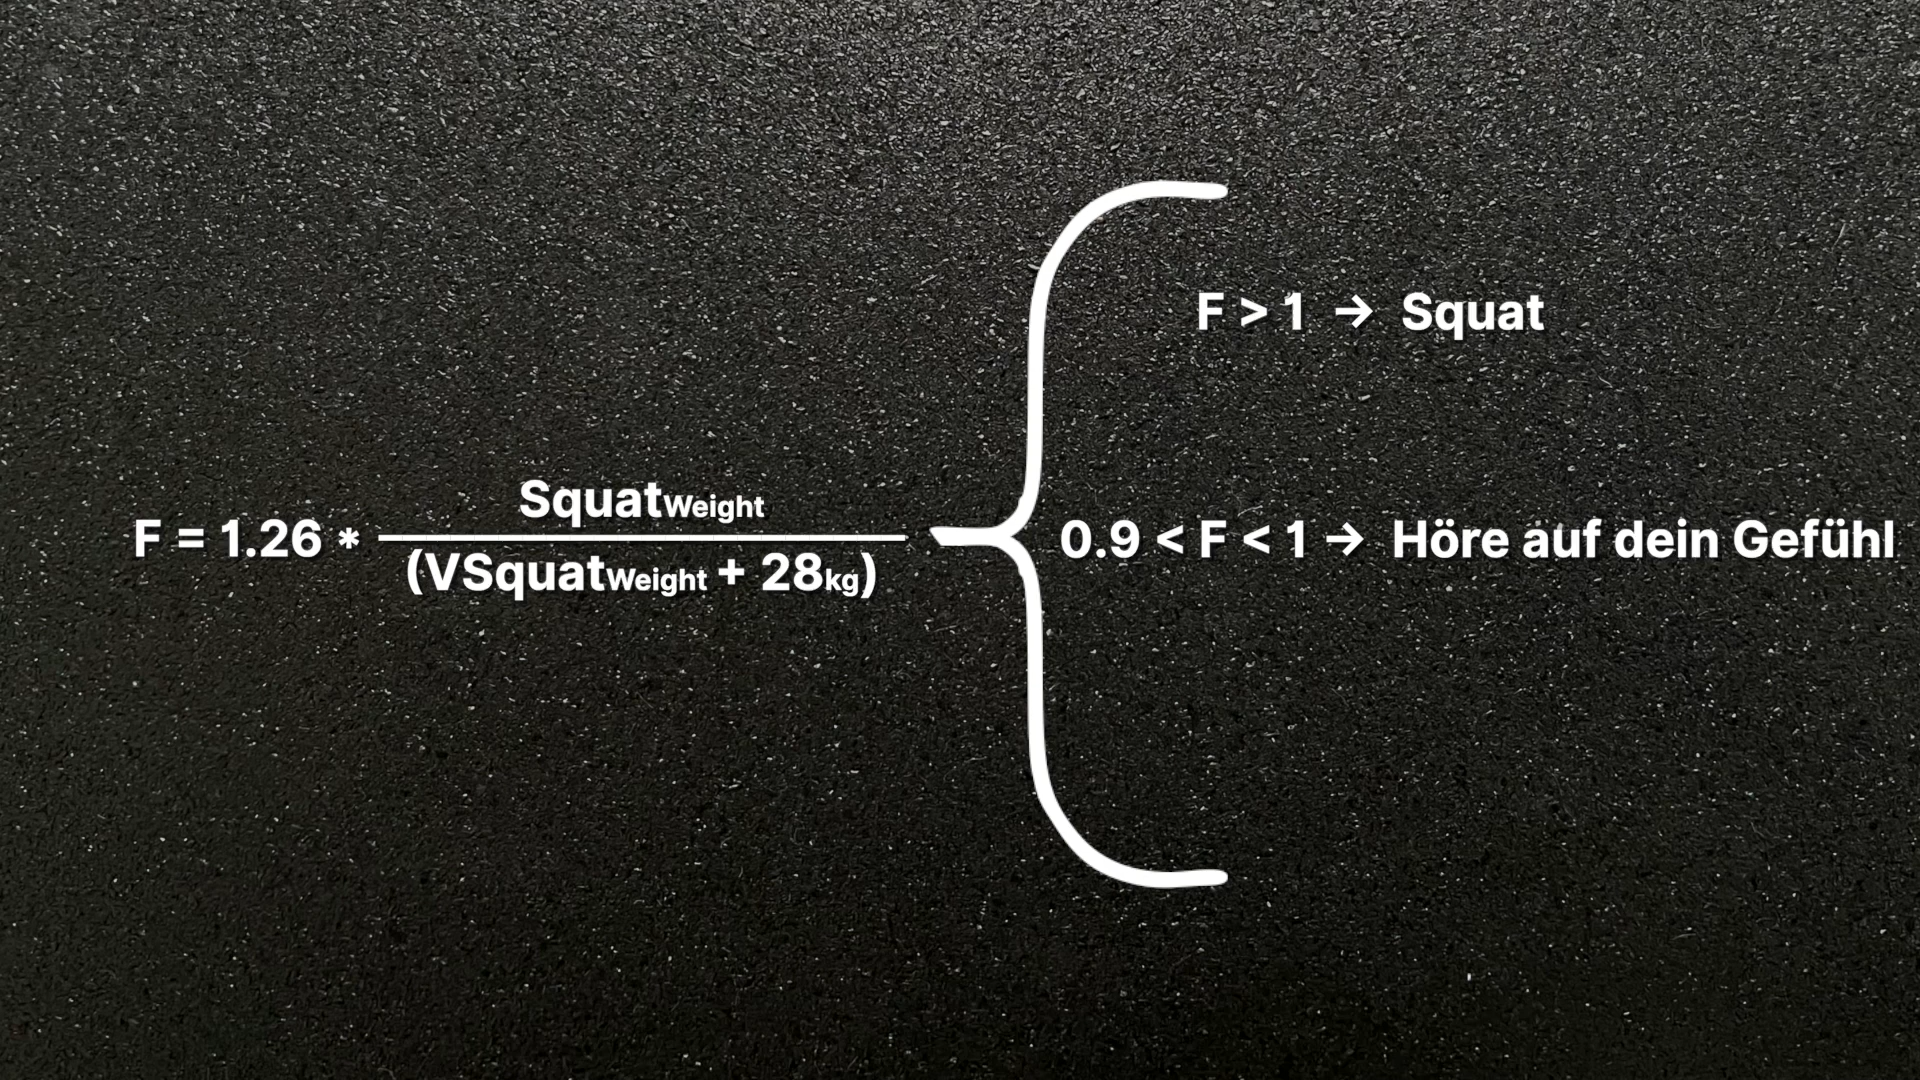 F > 1 → Squat
F = 1.26 * SquatWeight
(VSquatWeight + 28kg)
0.9 < F < 1 → Höre auf dein Gefühl